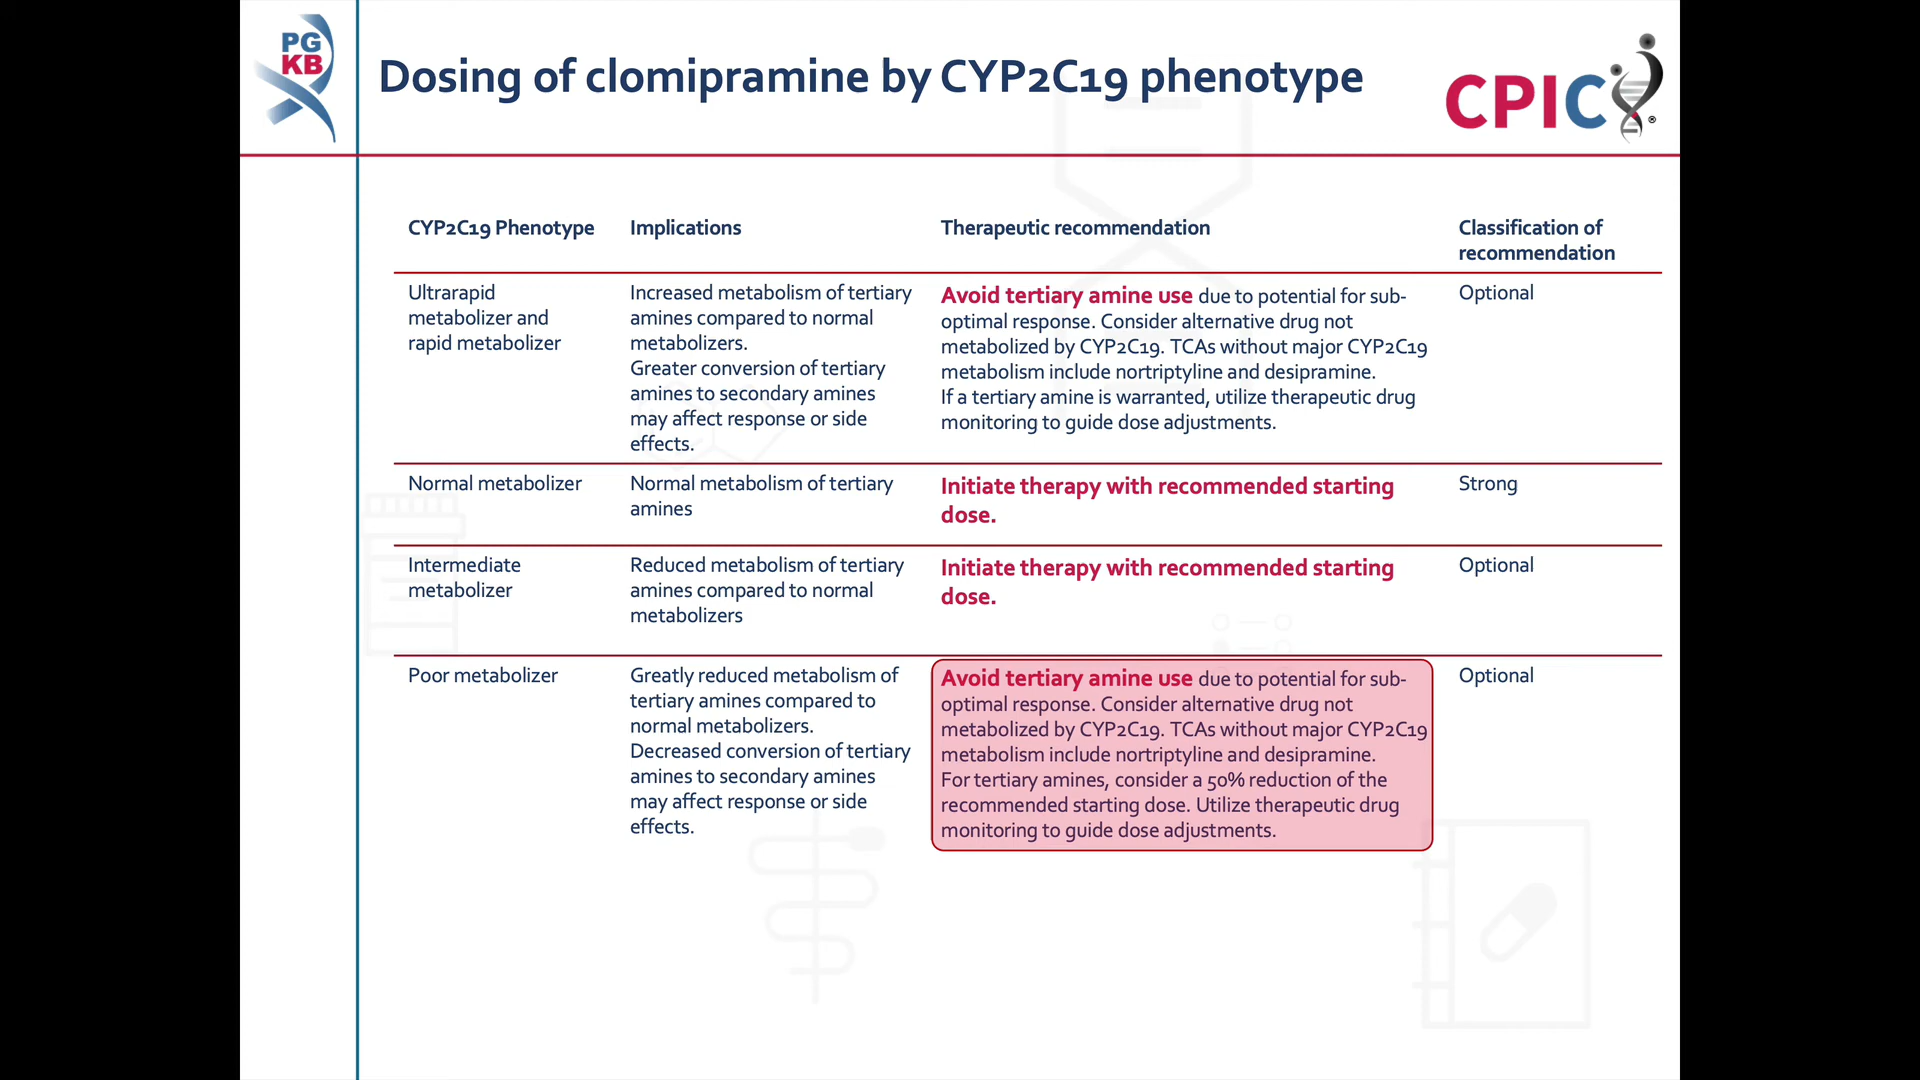 PG
KB
Dosing of clomipramine by CYP2C19 phenotype
CPIC®
CYP2C19 Phenotype
Implications
Therapeutic recommendation
Classification of
recommendation
Ultrarapid
metabolizer and
rapid metabolizer
Increased metabolism of tertiary
amines compared to normal
metabolizers.
Greater conversion of tertiary
amines to secondary amines
may affect response or side
effects.
Avoid tertiary amine use due to potential for sub-
optimal response. Consider alternative drug not
metabolized by CYP2C19. TCAs without major CYP2C19
metabolism include nortriptyline and desipramine.
If a tertiary amine is warranted, utilize therapeutic drug
monitoring to guide dose adjustments.
Optional
Normal metabolizer
Normal metabolism of tertiary
amines
Initiate therapy with recommended starting
dose.
Strong
Intermediate
metabolizer
Reduced metabolism of tertiary
amines compared to normal
metabolizers
Initiate therapy with recommended starting
dose.
Optional
Poor metabolizer
Greatly reduced metabolism of
tertiary amines compared to
normal metabolizers.
Decreased conversion of tertiary
amines to secondary amines
may affect response or side
effects.
Avoid tertiary amine use due to potential for sub-
optimal response. Consider alternative drug not
metabolized by CYP2C19. TCAs without major CYP2C19
metabolism include nortriptyline and desipramine.
For tertiary amines, consider a 50% reduction of the
recommended starting dose. Utilize therapeutic drug
monitoring to guide dose adjustments.
Optional